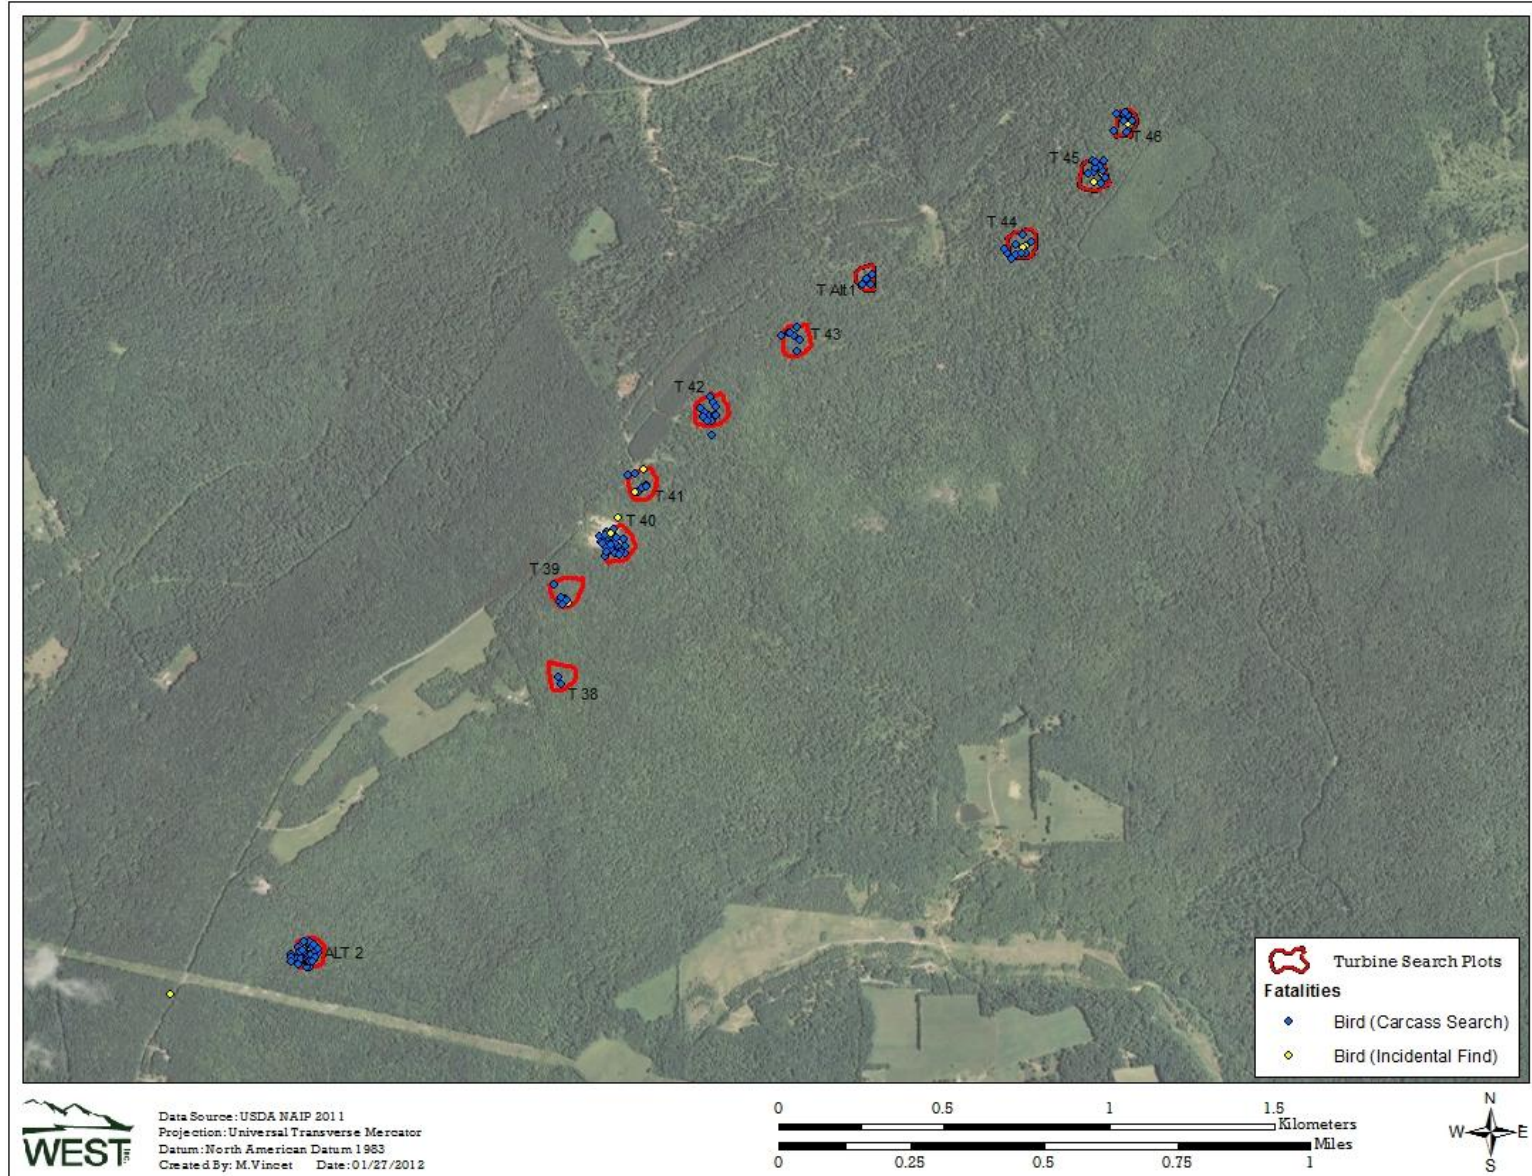 T 46
T 45
T 44
T Alt1
T 43
T 42
T 41
T 40
T 39
T 38
ALT 2
Turbine Search Plots
Fatalities
Bird (Carcass Search)
Bird (Incidental Find)
WEST Inc.
Data Source: USDA NAIP 2011
Projection: Universal Transverse Mercator
Datum: North American Datum 1983
Created By: M.Vincet Date: 01/27/2012
0 0.5 1 1.5
Kilometers
Miles
0 0.25 0.5 0.75 1
N
W E
S